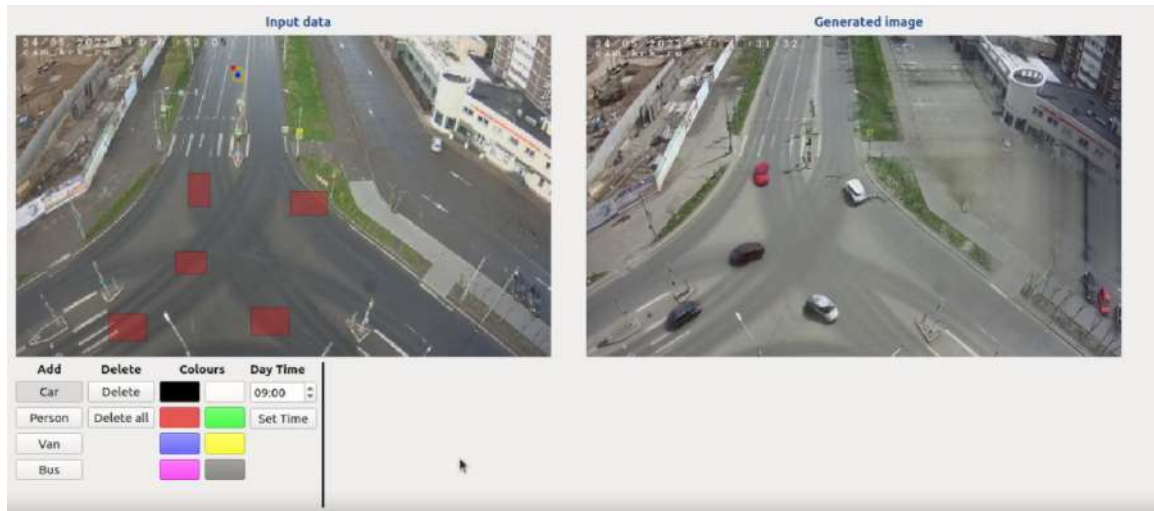 Input data
Generated image
Add Delete Colours Day Time
Car Delete 09:00
Person Delete all Set Time
Van
Bus